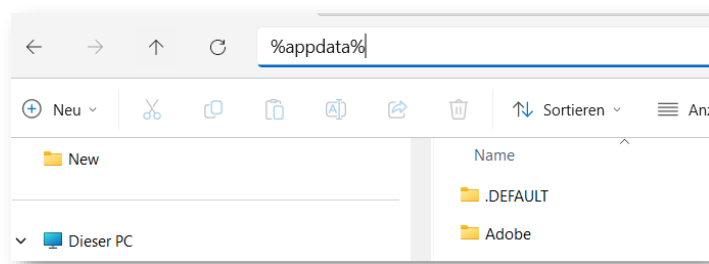 %appdata%
Neu
Sortieren
Anz
New
Name
.DEFAULT
Dieser PC
Adobe